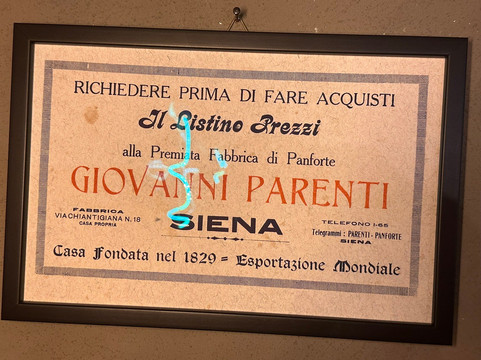 RICHIEDERE PRIMA DI FARE ACQUISTI
Il Listino Prezzi
alla Premiata Fabbrica di Panforte
GIOVANNI PARENTI
FABBRICA
VIA CHIANTIGIANA N. 18
CASA PROPRIA
SIENA
TELEFONO 1-65
Telegrammi : PARENTI - PANFORTE
SIENA
Casa Fondata nel 1829 = Esportazione Mondiale